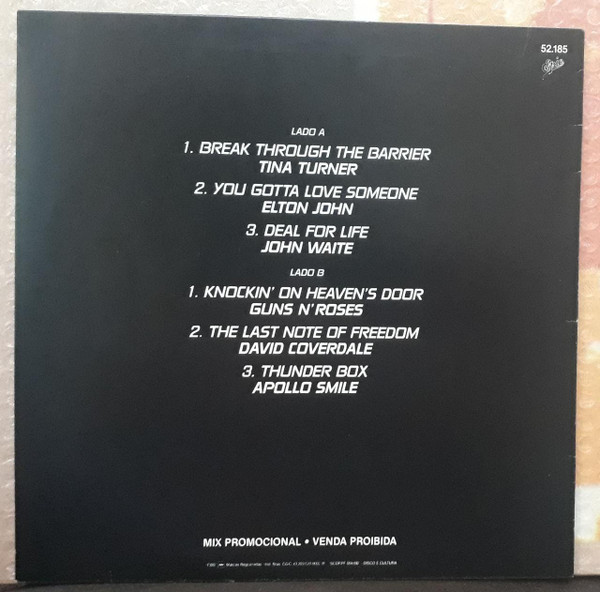 52.185
Epic
LADO A
1. BREAK THROUGH THE BARRIER
TINA TURNER
2. YOU GOTTA LOVE SOMEONE
ELTON JOHN
3. DEAL FOR LIFE
JOHN WAITE
LADO B
1. KNOCKIN' ON HEAVEN'S DOOR
GUNS N'ROSES
2. THE LAST NOTE OF FREEDOM
DAVID COVERDALE
3. THUNDER BOX
APOLLO SMILE
MIX PROMOCIONAL • VENDA PROIBIDA
DISCO É CULTURA